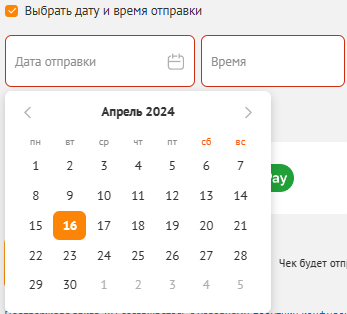 Выбрать дату и время отправки
Дата отправки
Время
Апрель 2024
пн вт ср чт пт сб вс
1 2 3 4 5 6 7
8 9 10 11 12 13 14
Pay
15 16 17 18 19 20 21
22 23 24 25 26 27 28
Чек будет отп
29 30 1 2 3 4 5